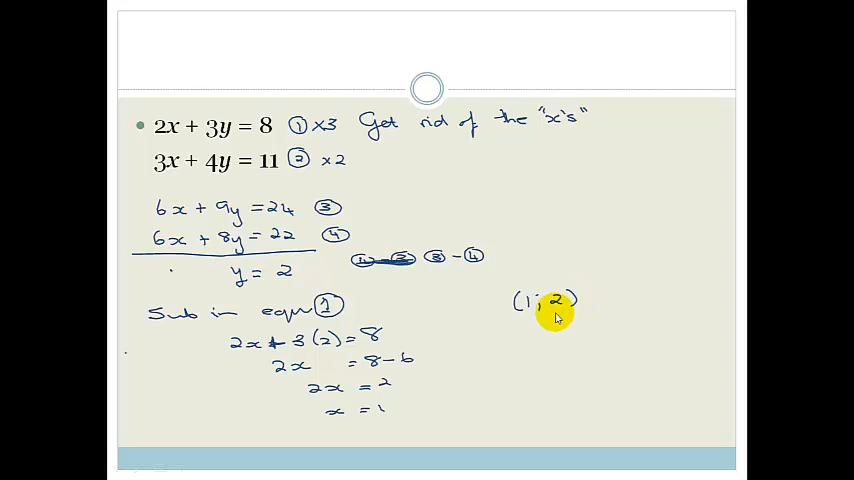 2x + 3y = 8 ① ×3 Get rid of the "x's"
3x + 4y = 11 ② ×2
6x + 9y = 24 ③
6x + 8y = 22 ④
y = 2 ③ - ④
Sub in equ ①
(1; 2)
2x + 3(2) = 8
2x = 8 - 6
2x = 2
x = 1